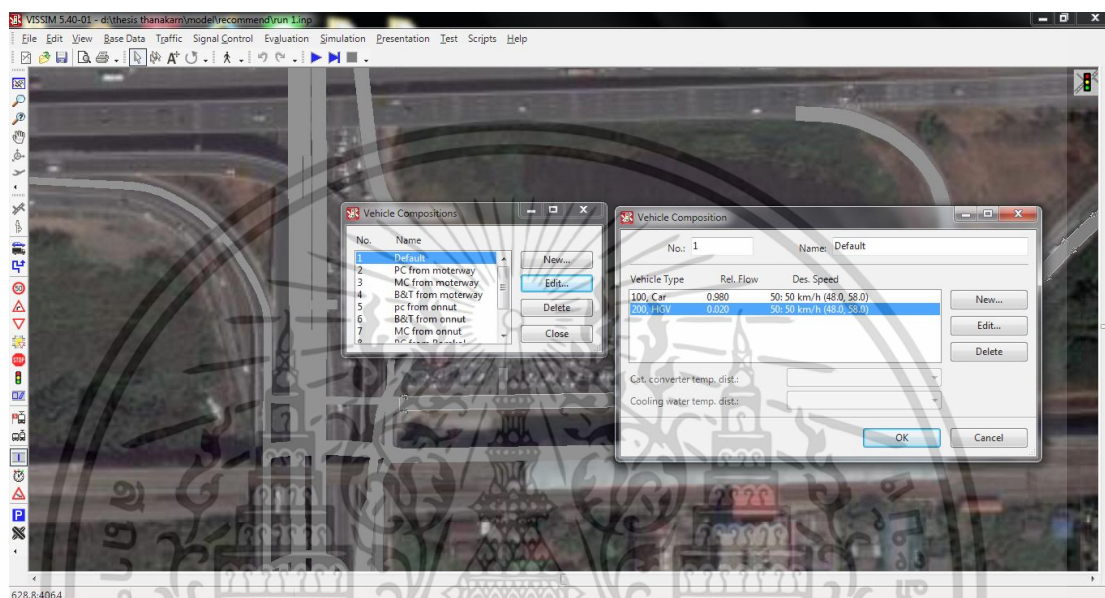 VISSIM 5.40-01 - d:\thesis thanakarn\model\recommend\run 1.inp
File Edit View Base Data Traffic Signal Control Evaluation Simulation Presentation Test Scripts Help
Vehicle Compositions
No. Name
1 Default
2 PC from moterway
3 MC from moterway
4 B&T from moterway
5 pc from onnut
6 B&T from onnut
7 MC from onnut
New...
Edit...
Delete
Close
Vehicle Composition
No.: 1 Name: Default
Vehicle Type Rel. Flow Des. Speed
100, Car 0.980 50: 50 km/h (48.0, 58.0)
200, HGV 0.020 50: 50 km/h (48.0, 58.0)
New...
Edit...
Delete
Cat. converter temp. dist.:
Cooling water temp. dist.:
OK Cancel
628.8:406.4